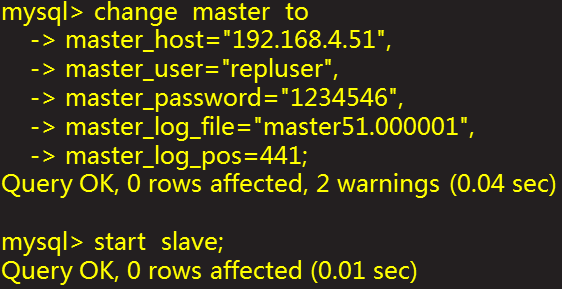 mysql> change  master  to
    -> master_host="192.168.4.51",
    -> master_user="repluser",
    -> master_password="1234546",
    -> master_log_file="master51.000001",
    -> master_log_pos=441;
Query OK, 0 rows affected, 2 warnings (0.04 sec)
mysql> start  slave;
Query OK, 0 rows affected (0.01 sec)